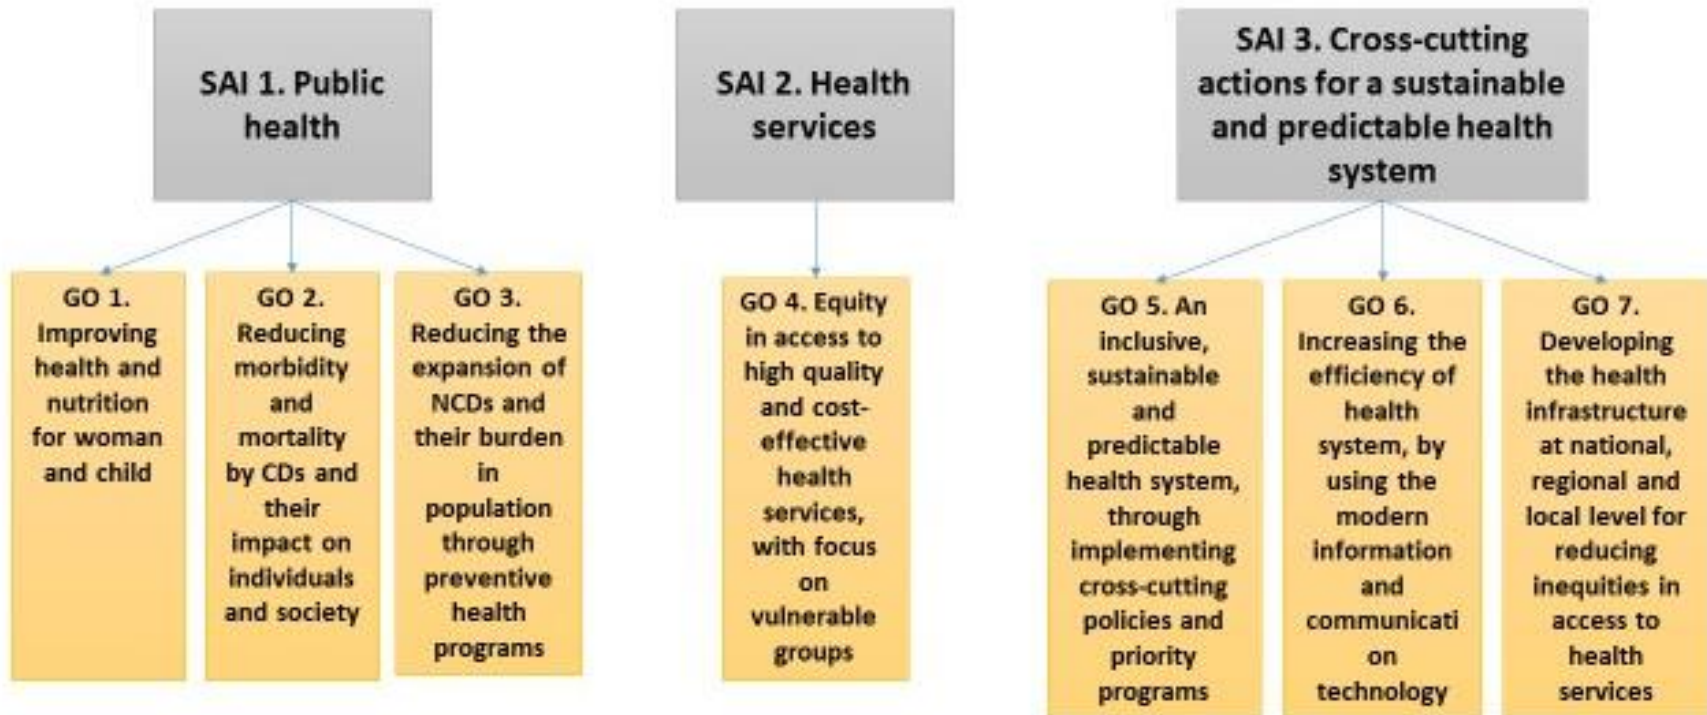 SAI 1. Public
health
SAI 2. Health
services
SAI 3. Cross-cutting
actions for a sustainable
and predictable health
system
GO 1.
Improving
health and
nutrition
for woman
and child
GO 2.
Reducing
morbidity
and
mortality
by CDs and
their
impact on
individuals
and society
GO 3.
Reducing the
expansion of
NCDs and
their burden
in
population
through
preventive
health
programs
GO 4. Equity
in access to
high quality
and cost-
effective
health
services,
with focus
on
vulnerable
groups
GO 5. An
inclusive,
sustainable
and
predictable
health system,
through
implementing
cross-cutting
policies and
priority
programs
GO 6.
Increasing the
efficiency of
health
system, by
using the
modern
information
and
communicati
on
technology
GO 7.
Developing
the health
infrastructure
at national,
regional and
local level for
reducing
inequities in
access to
health
services